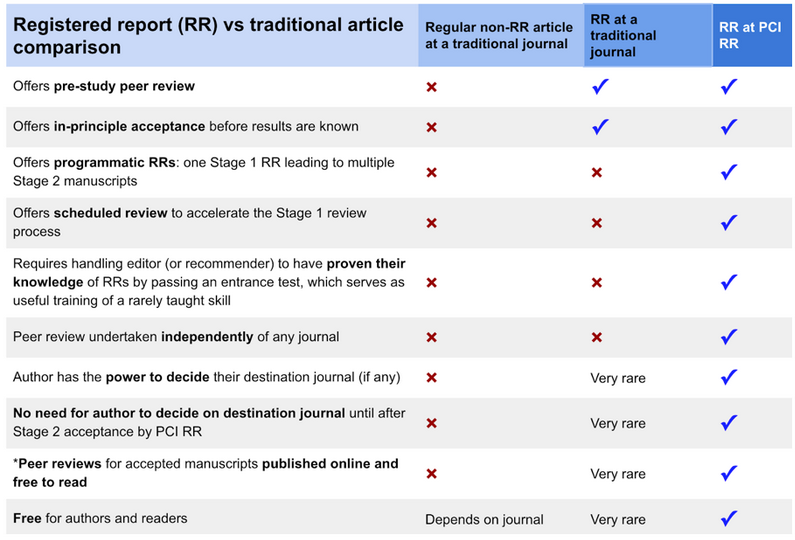 Registered report (RR) vs traditional article
comparison
Regular non-RR article
at a traditional journal
RR at a
traditional
journal
RR at PCI
RR
Offers pre-study peer review
Offers in-principle acceptance before results are known
Offers programmatic RRs: one Stage 1 RR leading to multiple
Stage 2 manuscripts
Offers scheduled review to accelerate the Stage 1 review
process
Requires handling editor (or recommender) to have proven their
knowledge of RRs by passing an entrance test, which serves as
useful training of a rarely taught skill
Peer review undertaken independently of any journal
Author has the power to decide their destination journal (if any)
Very rare
No need for author to decide on destination journal until after
Stage 2 acceptance by PCI RR
Very rare
*Peer reviews for accepted manuscripts published online and
free to read
Very rare
Free for authors and readers
Depends on journal
Very rare